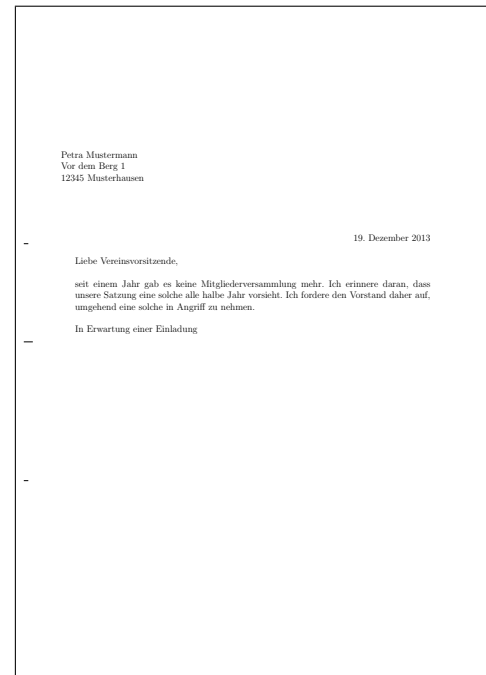 Petra Mustermann
Vor dem Berg 1
12345 Musterhausen
19. Dezember 2013
Liebe Vereinsvorsitzende,
seit einem Jahr gab es keine Mitgliederversammlung mehr. Ich erinnere daran, dass
unsere Satzung eine solche alle halbe Jahr vorsieht. Ich fordere den Vorstand daher auf,
umgehend eine solche in Angriff zu nehmen.
In Erwartung einer Einladung